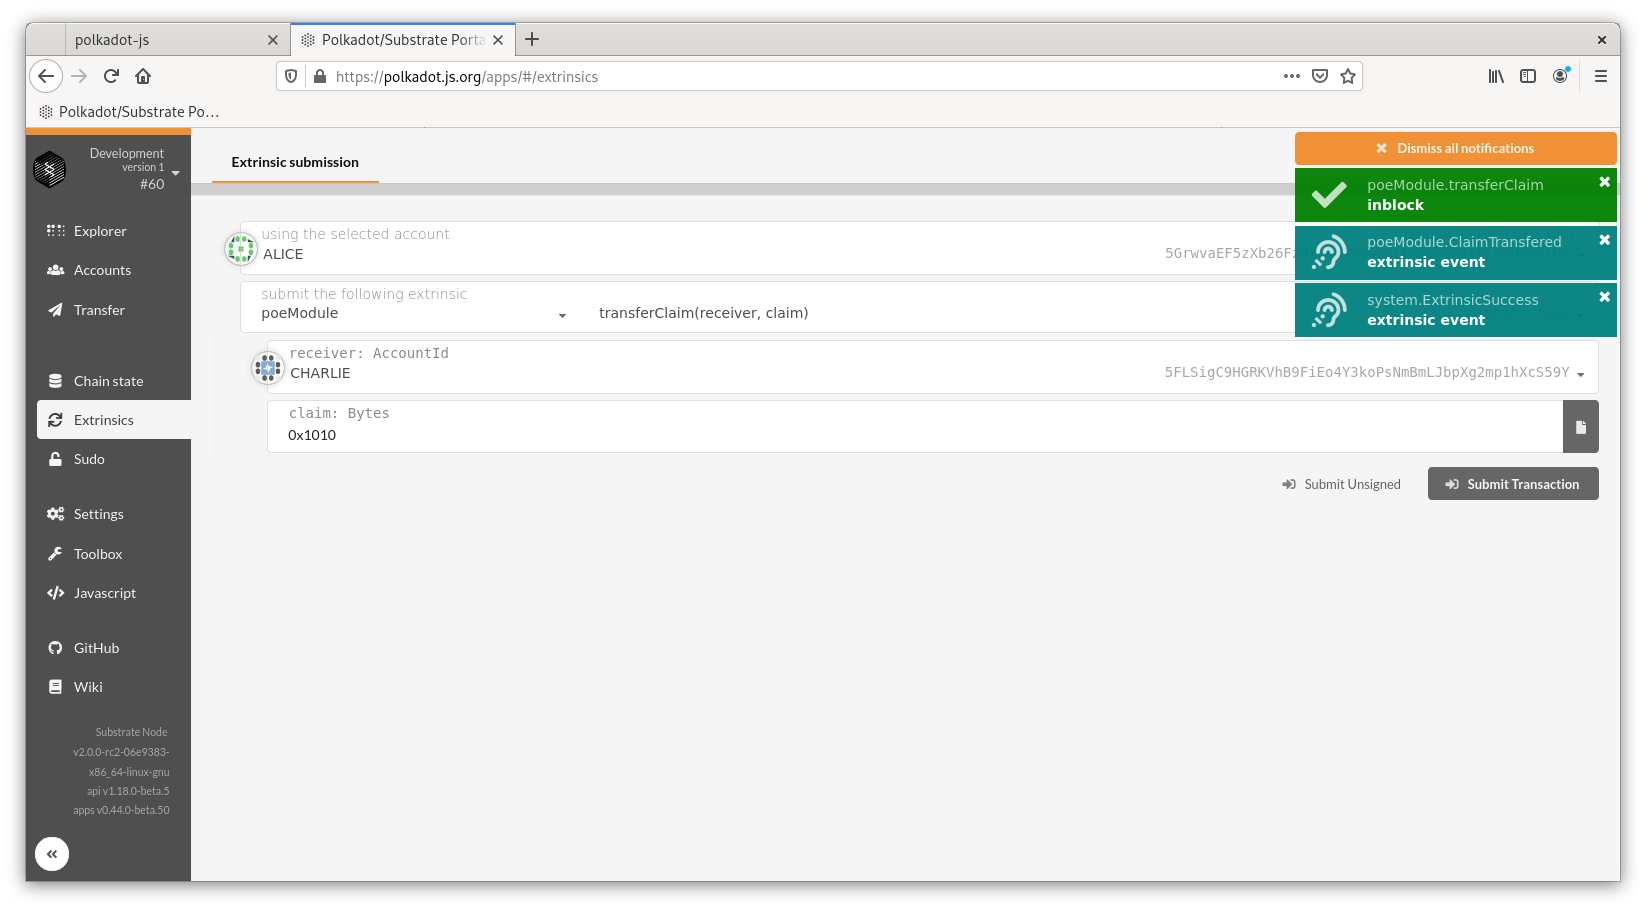 polkadot-js
Polkadot/Substrate Porta
https://polkadot.js.org/apps/#/extrinsics
Polkadot/Substrate Po…
Development
version 1
#60
Explorer
Accounts
Transfer
Chain state
Extrinsics
Sudo
Settings
Toolbox
Javascript
GitHub
Wiki
Substrate Node
v2.0.0-rc2-06e9383-
x86_64-linux-gnu
api v1.18.0-beta.5
apps v0.44.0-beta.50
Extrinsic submission
using the selected account
ALICE
5GrwvaEF5zXb26F
submit the following extrinsic
poeModule
transferClaim(receiver, claim)
receiver: AccountId
CHARLIE
5FLSigC9HGRKVhB9FiEo4Y3koPsNmBmLJbpXg2mp1hXcS59Y
claim: Bytes
0x1010
Submit Unsigned
Submit Transaction
Dismiss all notifications
poeModule.transferClaim
inblock
poeModule.ClaimTransfered
extrinsic event
system.ExtrinsicSuccess
extrinsic event